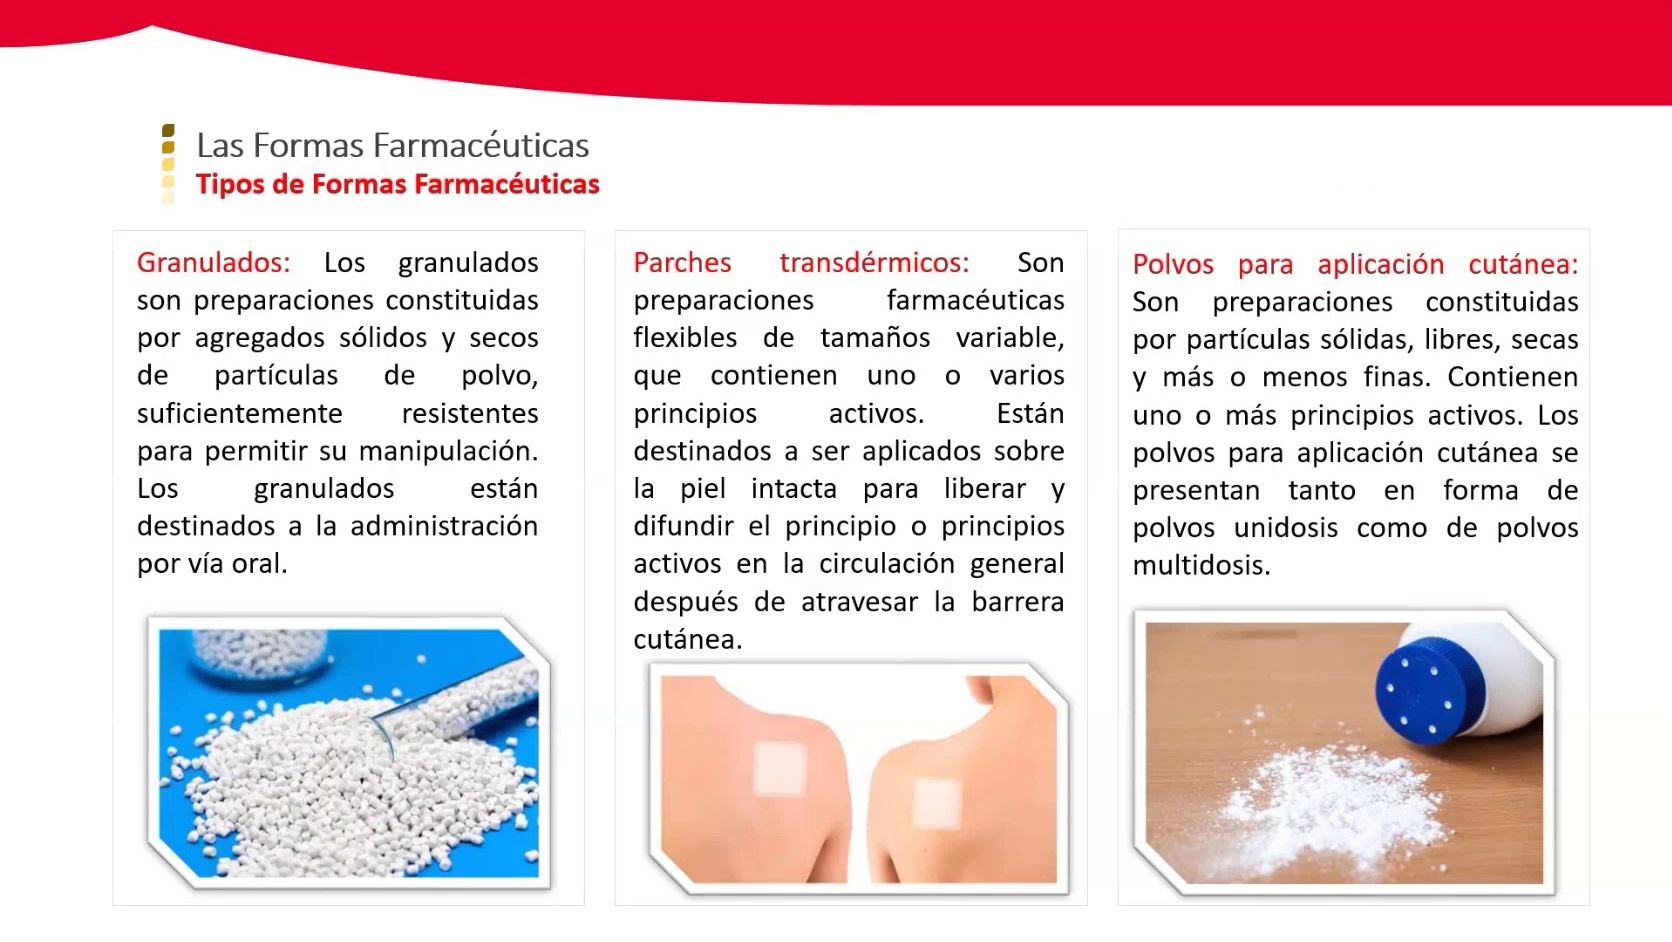 Las Formas Farmacéuticas
Tipos de Formas Farmacéuticas
Granulados: Los granulados
son preparaciones constituidas
por agregados sólidos y secos
de partículas de polvo,
suficientemente resistentes
para permitir su manipulación.
Los granulados están
destinados a la administración
por vía oral.
Parches transdérmicos: Son
preparaciones farmacéuticas
flexibles de tamaños variable,
que contienen uno o varios
principios activos. Están
destinados a ser aplicados sobre
la piel intacta para liberar y
difundir el principio o principios
activos en la circulación general
después de atravesar la barrera
cutánea.
Polvos para aplicación cutánea:
Son preparaciones constituidas
por partículas sólidas, libres, secas
y más o menos finas. Contienen
uno o más principios activos. Los
polvos para aplicación cutánea se
presentan tanto en forma de
polvos unidosis como de polvos
multidosis.